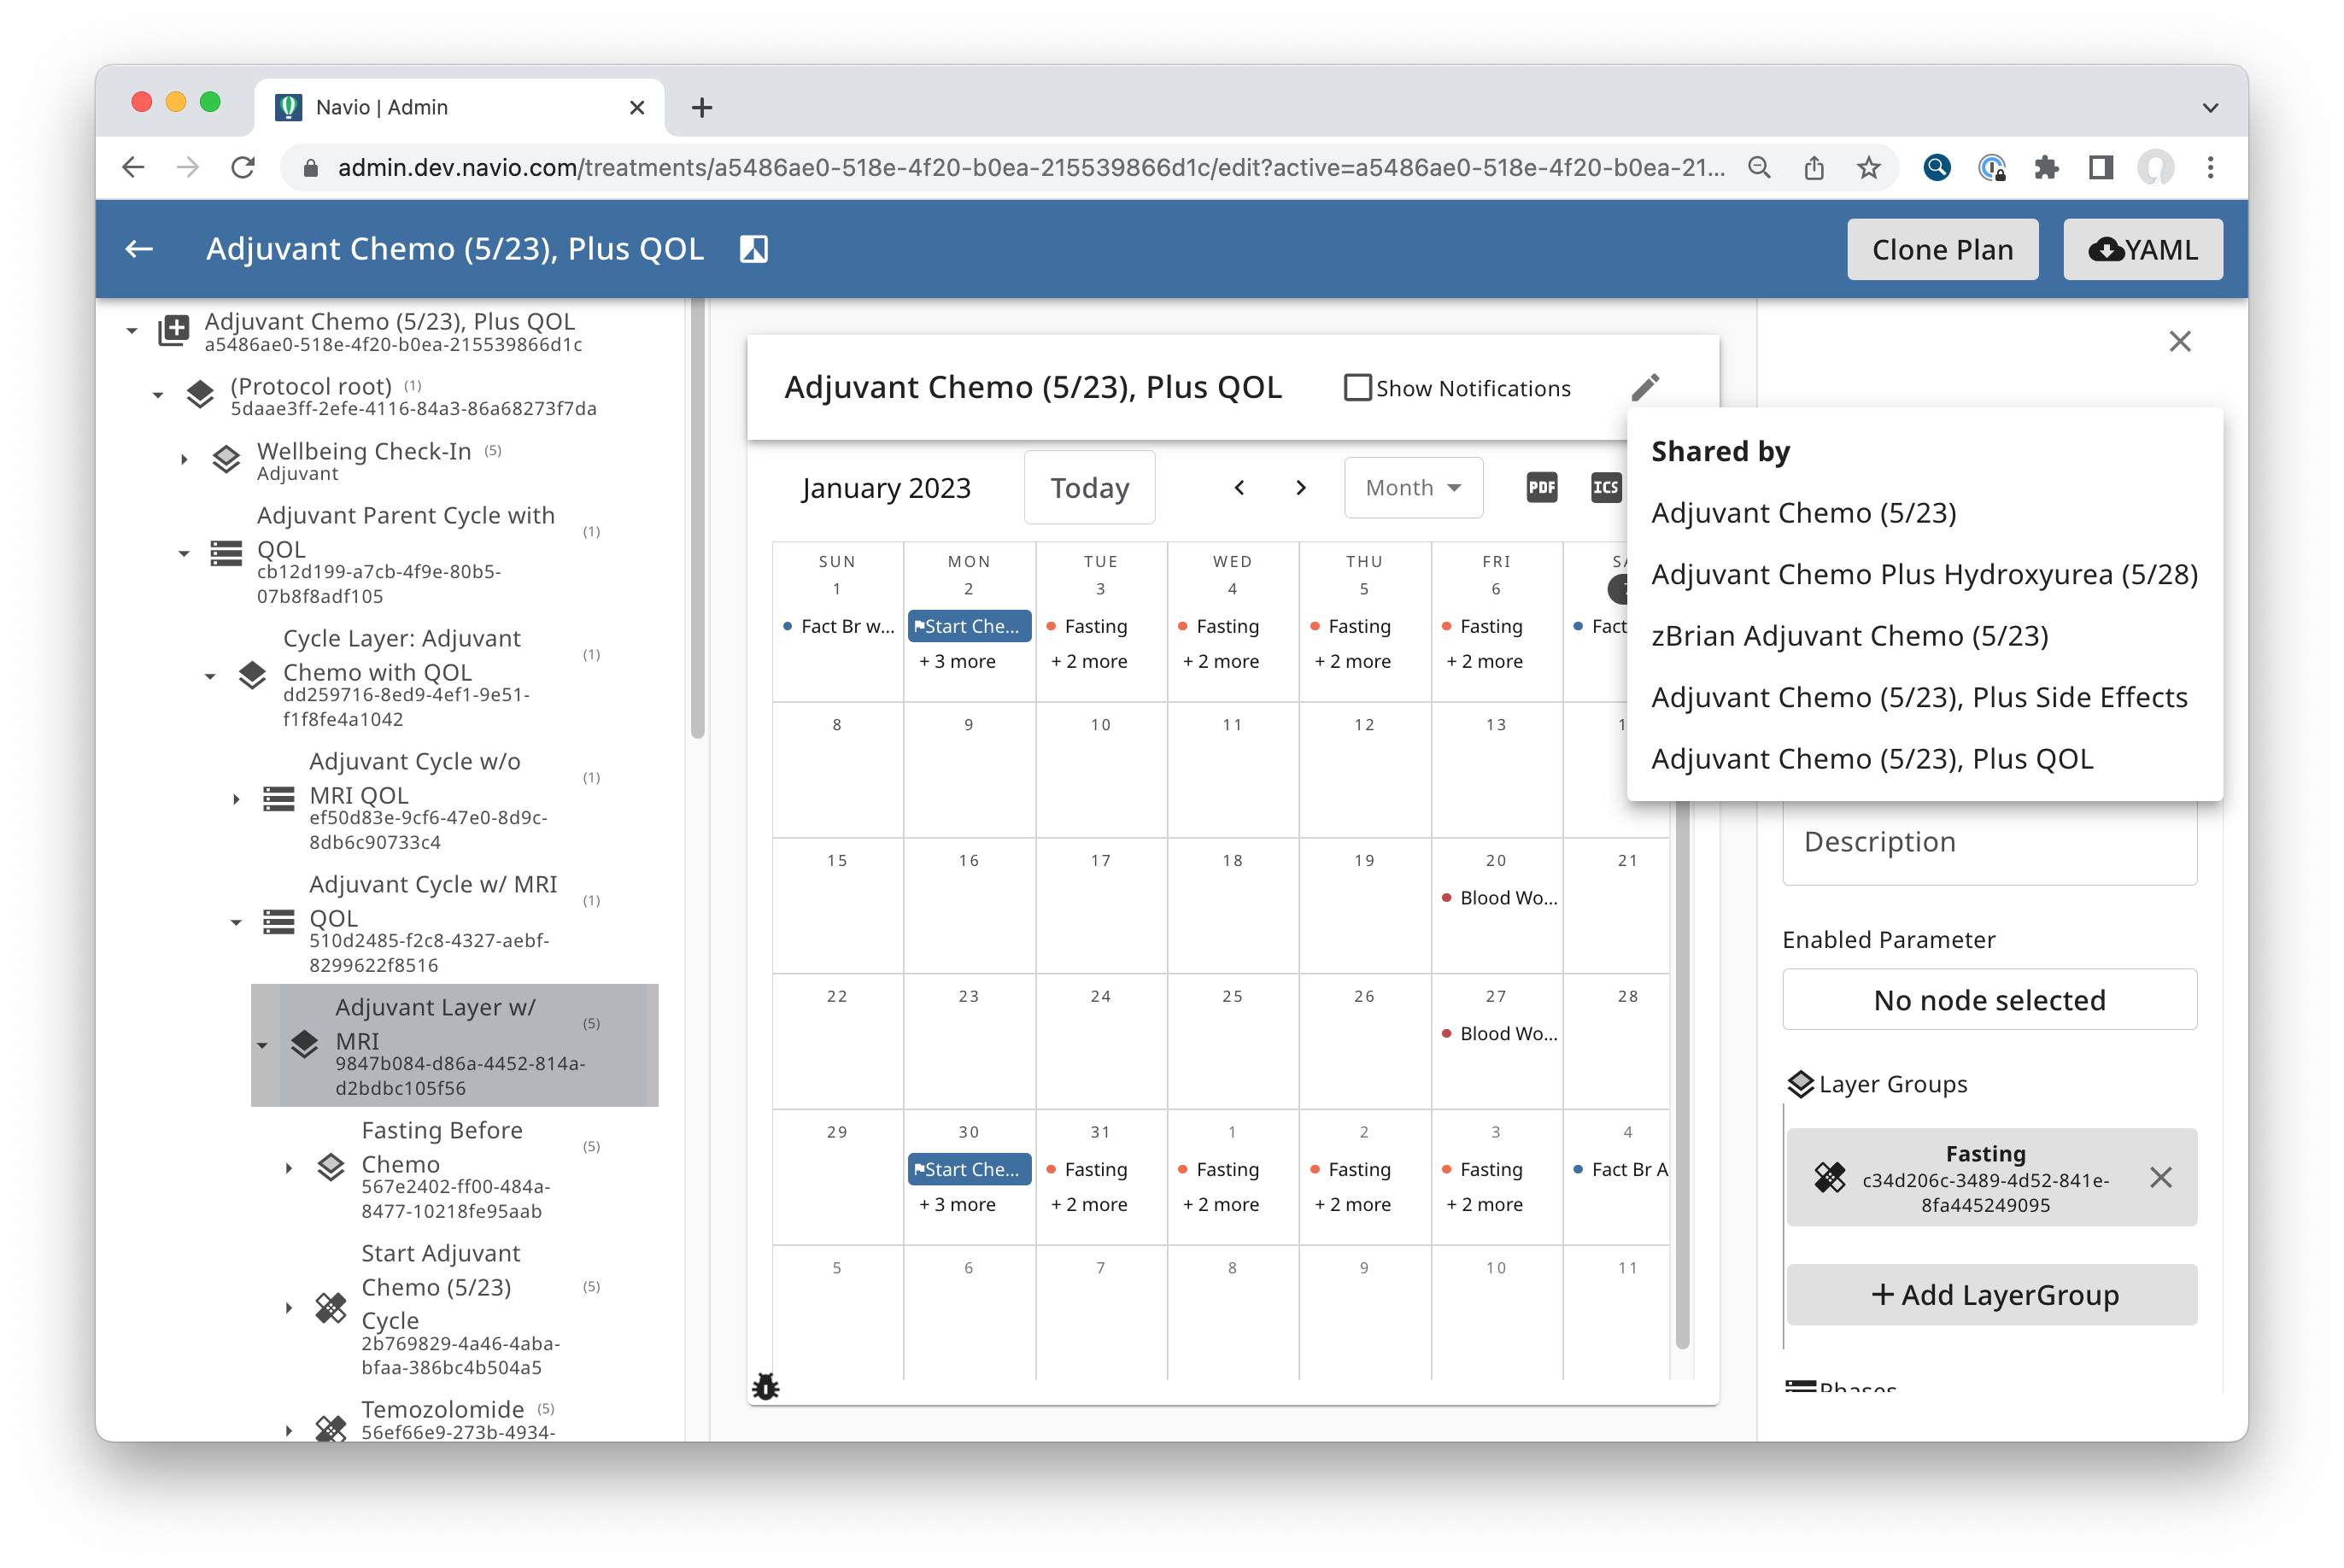 Navio | Admin
admin.dev.navio.com/treatments/a5486ae0-518e-4f20-b0ea-215539866d1c/edit?active=a5486ae0-518e-4f20-b0ea-21...
Adjuvant Chemo (5/23), Plus QOL
Clone Plan
YAML
Adjuvant Chemo (5/23), Plus QOL
a5486ae0-518e-4f20-b0ea-215539866d1c
(Protocol root) (1)
5daae3ff-2efe-4116-84a3-86a68273f7da
Wellbeing Check-In (5)
Adjuvant
Adjuvant Parent Cycle with
QOL (1)
cb12d199-a7cb-4f9e-80b5-
07b8f8adf105
Cycle Layer: Adjuvant
Chemo with QOL (1)
dd259716-8ed9-4ef1-9e51-
f1f8fe4a1042
Adjuvant Cycle w/o
MRI QOL (1)
ef50d83e-9cf6-47e0-8d9c-
8db6c90733c4
Adjuvant Cycle w/ MRI
QOL (1)
510d2485-f2c8-4327-aebf-
8299622f8516
Adjuvant Layer w/
MRI (5)
9847b084-d86a-4452-814a-
d2bdbc105f56
Fasting Before
Chemo (5)
567e2402-ff00-484a-
8477-10218fe95aab
Start Adjuvant
Chemo (5/23) (5)
Cycle
2b769829-4a46-4aba-
bfaa-386bc4b504a5
Temozolomide (5)
56ef66e9-273b-4934-
Adjuvant Chemo (5/23), Plus QOL
Show Notifications
January 2023
Today
Month
PDF
ICS
SUN MON TUE WED THU FRI
1 2 3 4 5 6
Fact Br w... Start Che... Fasting Fasting Fasting Fasting Fact
+ 3 more + 2 more + 2 more + 2 more + 2 more
8 9 10 11 12 13
15 16 17 18 19 20 21
Blood Wo...
22 23 24 25 26 27 28
Blood Wo...
29 30 31 1 2 3 4
Start Che... Fasting Fasting Fasting Fasting Fact Br A
+ 3 more + 2 more + 2 more + 2 more + 2 more
5 6 7 8 9 10 11
Shared by
Adjuvant Chemo (5/23)
Adjuvant Chemo Plus Hydroxyurea (5/28)
zBrian Adjuvant Chemo (5/23)
Adjuvant Chemo (5/23), Plus Side Effects
Adjuvant Chemo (5/23), Plus QOL
Description
Enabled Parameter
No node selected
Layer Groups
Fasting
c34d206c-3489-4d52-841e-
8fa445249095
+ Add LayerGroup
Phases